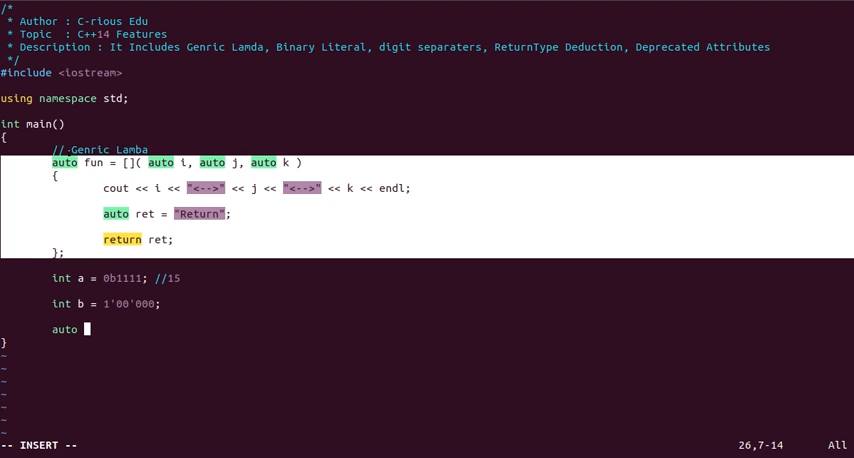 /*
 * Author : C-rious Edu
 * Topic  : C++14 Features
 * Description : It Includes Genric Lamda, Binary Literal, digit separaters, ReturnType Deduction, Deprecated Attributes
 */
#include <iostream>
using namespace std;
int main()
{
// Genric Lamba
auto fun = []( auto i, auto j, auto k )
{
cout << i << "<-->" << j << "<-->" << k << endl;
auto ret = "Return";
return ret;
};
int a = 0b1111; //15
int b = 1'00'000;
auto
}
~
~
~
~
~
~
~
-- INSERT -- 26,7-14 All